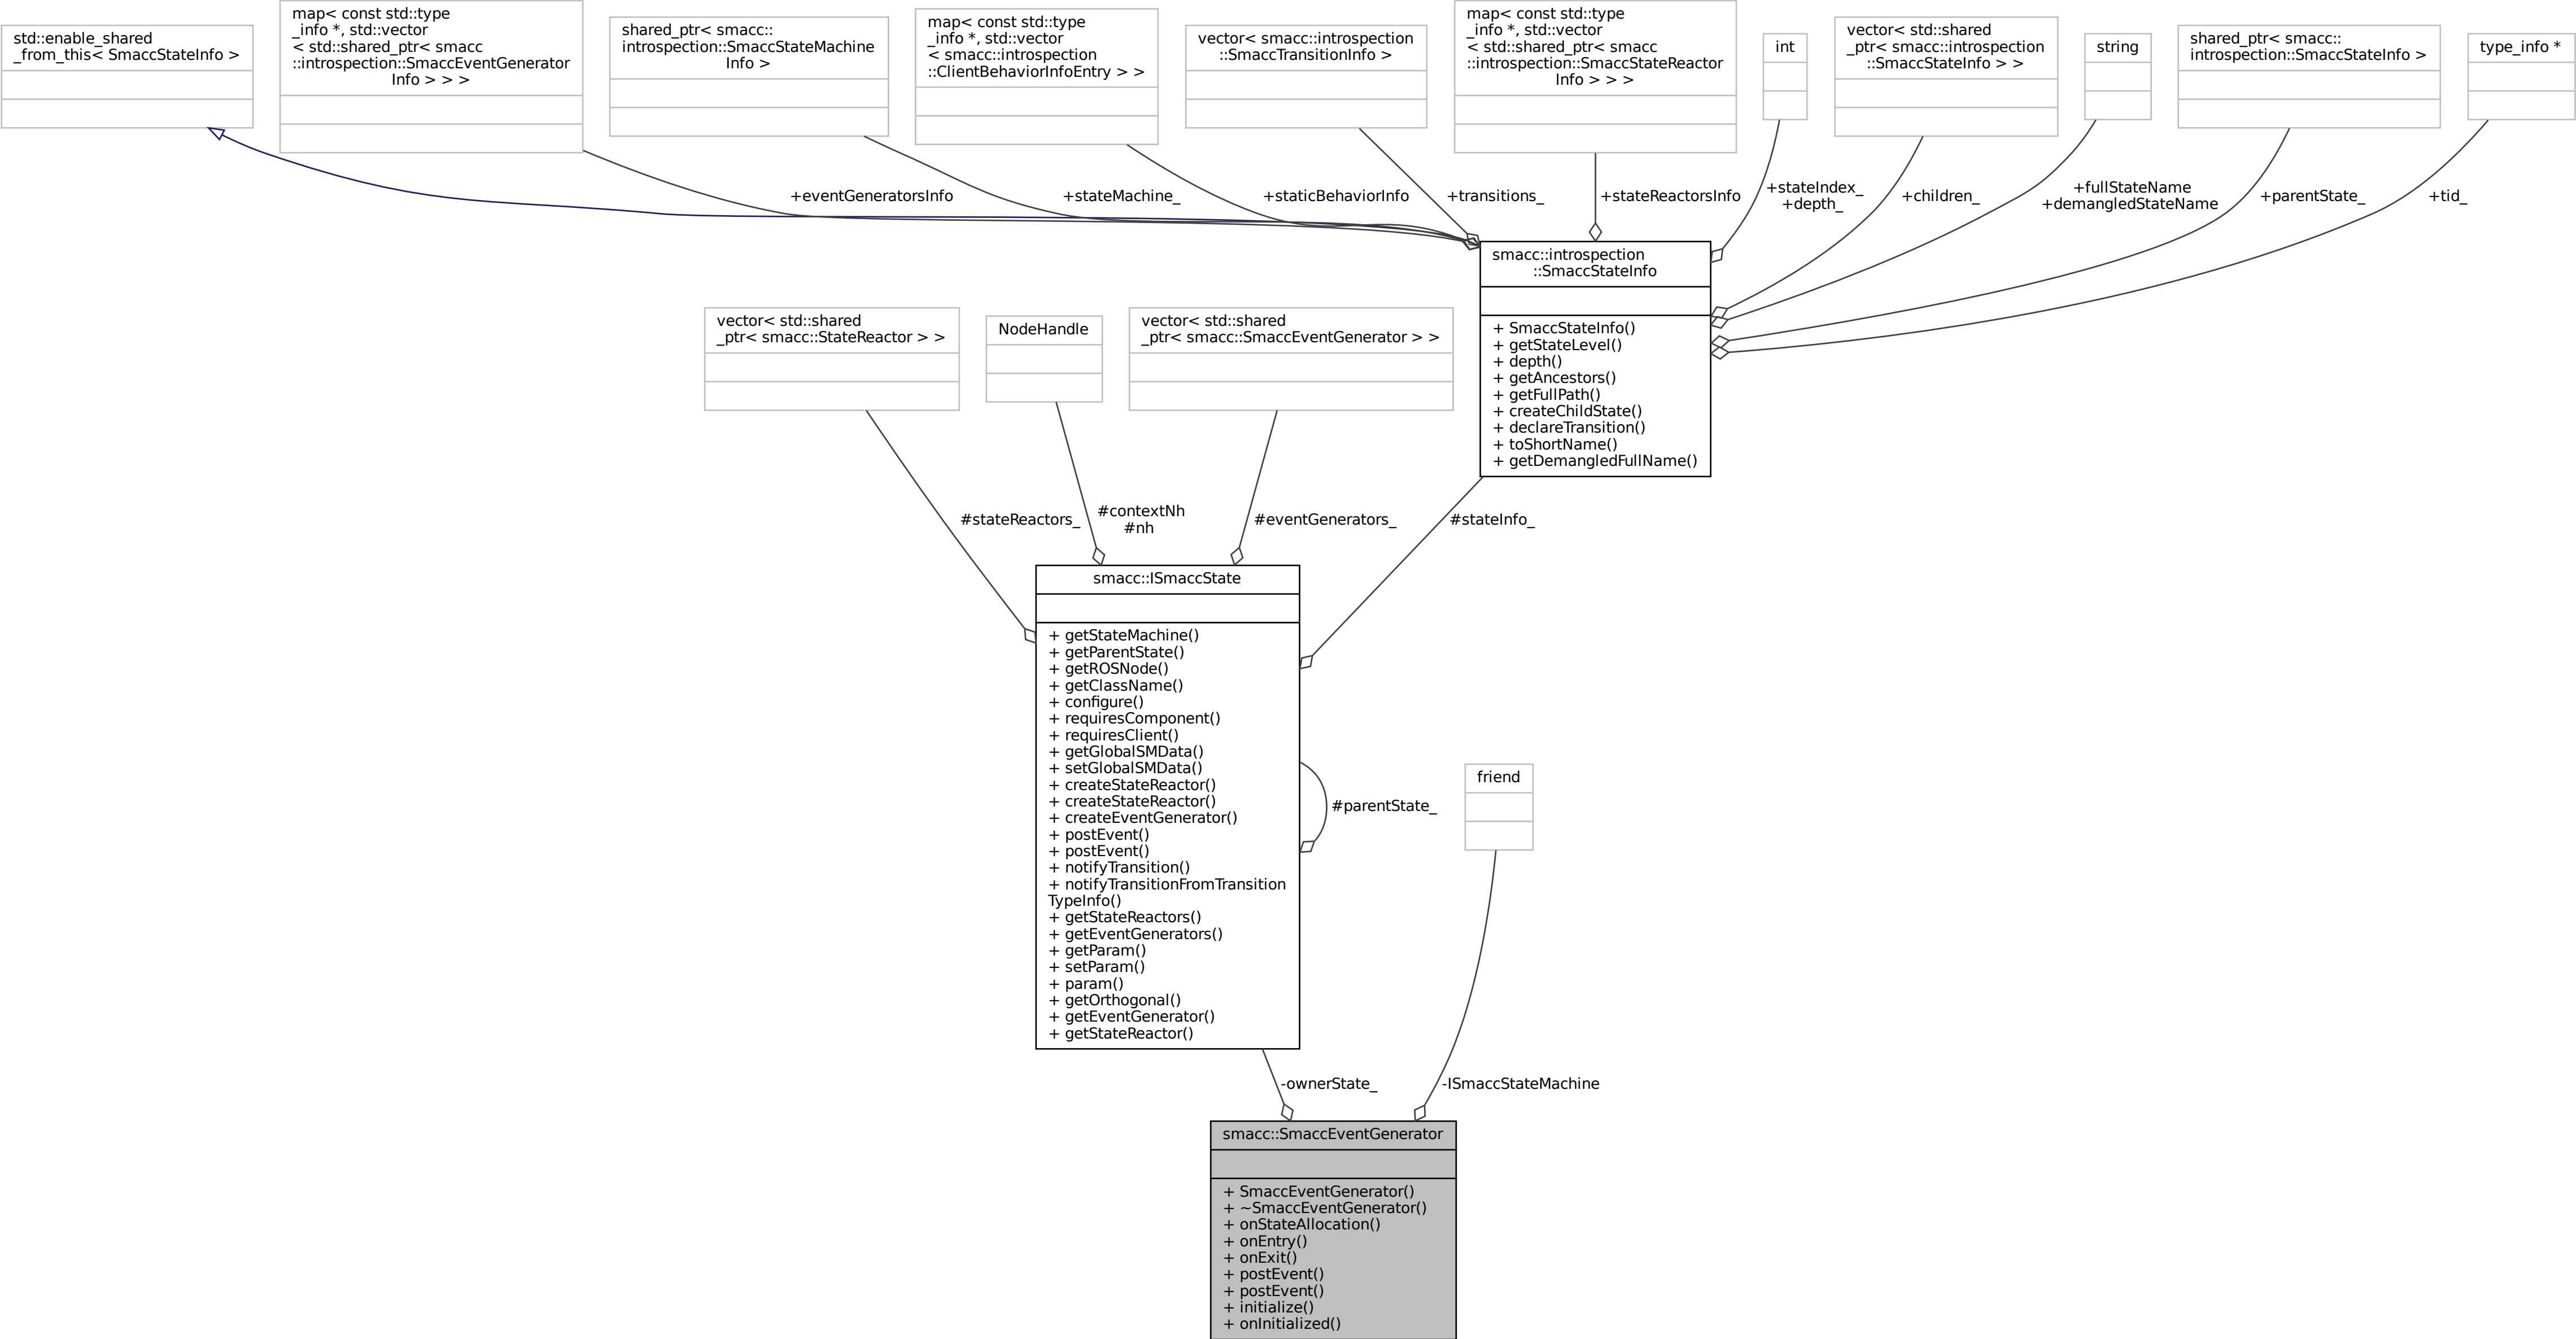 std::enable_shared
_from_this< SmaccStateInfo >
map< const std::type
_info *, std::vector
< std::shared_ptr< smacc
::introspection::SmaccEventGenerator
Info > > >
shared_ptr< smacc::
introspection::SmaccStateMachine
Info >
map< const std::type
_info *, std::vector
< smacc::introspection
::ClientBehaviorInfoEntry > >
vector< smacc::introspection
::SmaccTransitionInfo >
map< const std::type
_info *, std::vector
< std::shared_ptr< smacc
::introspection::SmaccStateReactor
Info > > >
int
vector< std::shared
_ptr< smacc::introspection
::SmaccStateInfo > >
string
shared_ptr< smacc::
introspection::SmaccStateInfo >
type_info *
+eventGeneratorsInfo
+stateMachine_
+staticBehaviorInfo
+transitions_
+stateReactorsInfo
+stateIndex_
+depth_
+children_
+fullStateName
+demangledStateName
+parentState_
+tid_
smacc::introspection
::SmaccStateInfo
+ SmaccStateInfo()
+ getStateLevel()
+ depth()
+ getAncestors()
+ getFullPath()
+ createChildState()
+ declareTransition()
+ toShortName()
+ getDemangledFullName()
vector< std::shared
_ptr< smacc::StateReactor > >
NodeHandle
vector< std::shared
_ptr< smacc::SmaccEventGenerator > >
#stateReactors_
#contextNh
#nh
#eventGenerators_
#stateInfo_
smacc::ISmaccState
+ getStateMachine()
+ getParentState()
+ getROSNode()
+ getClassName()
+ configure()
+ requiresComponent()
+ requiresClient()
+ getGlobalSMData()
+ setGlobalSMData()
+ createStateReactor()
+ createStateReactor()
+ createEventGenerator()
+ postEvent()
+ postEvent()
+ notifyTransition()
+ notifyTransitionFromTransition
TypeInfo()
+ getStateReactors()
+ getEventGenerators()
+ getParam()
+ setParam()
+ param()
+ getOrthogonal()
+ getEventGenerator()
+ getStateReactor()
#parentState_
friend
-ownerState_
-ISmaccStateMachine
smacc::SmaccEventGenerator
+ SmaccEventGenerator()
+ ~SmaccEventGenerator()
+ onStateAllocation()
+ onEntry()
+ onExit()
+ postEvent()
+ postEvent()
+ initialize()
+ onInitialized()